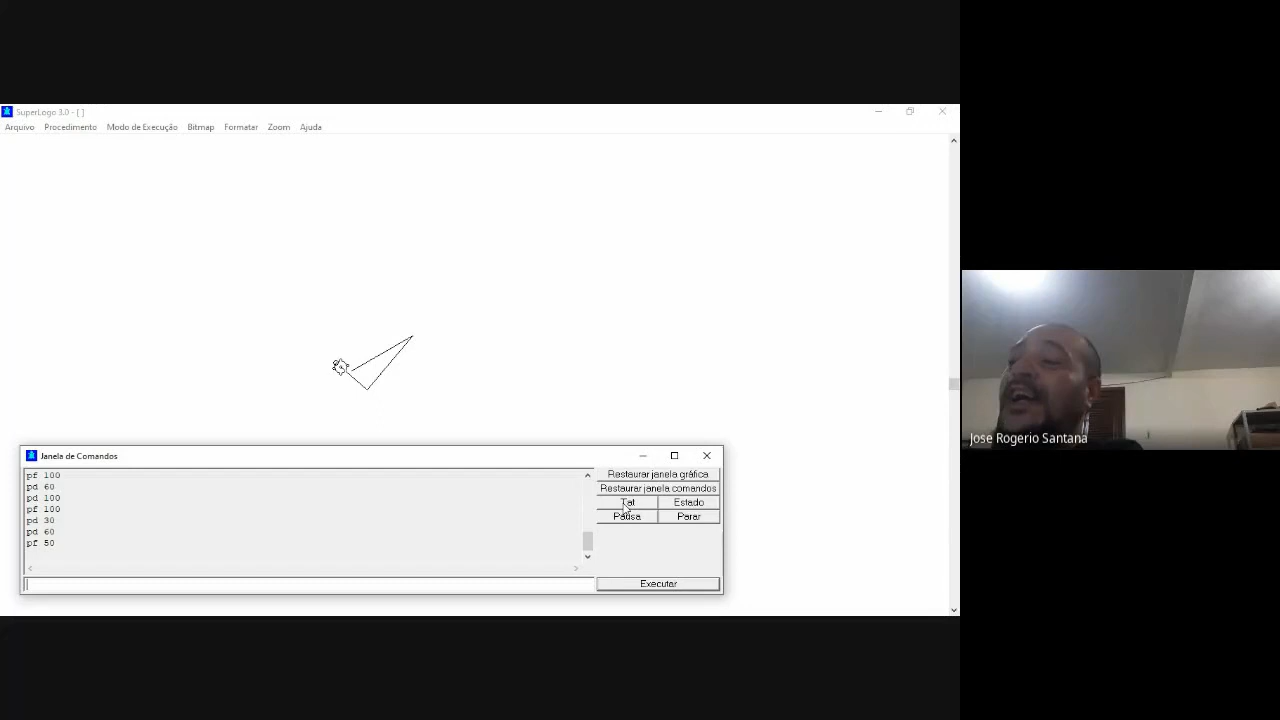 SuperLogo 3.0 - [ ]
Arquivo Procedimento Modo de Execução Bitmap Formatar Zoom Ajuda
Janela de Comandos
pf 100
pd 60
pd 100
pf 100
pd 30
pd 60
pf 50
Restaurar janela gráfica
Restaurar janela comandos
Tat Estado
Pausa Parar
Executar
Jose Rogerio Santana